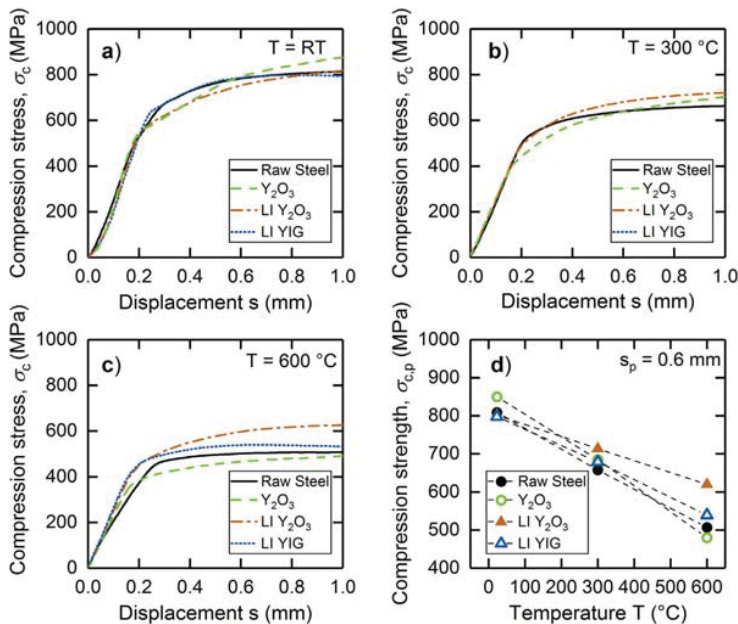 a)
T = RT
Compression stress, σc (MPa)
1000
800
600
400
200
0
Raw Steel
Y2O3
LI Y2O3
LI YIG
0.0 0.2 0.4 0.6 0.8 1.0
Displacement s (mm)
b)
T = 300 °C
Compression stress, σc (MPa)
1000
800
600
400
200
0
Raw Steel
Y2O3
LI Y2O3
LI YIG
0.0 0.2 0.4 0.6 0.8 1.0
Displacement s (mm)
c)
T = 600 °C
Compression stress, σc (MPa)
1000
800
600
400
200
0
Raw Steel
Y2O3
LI Y2O3
LI YIG
0.0 0.2 0.4 0.6 0.8 1.0
Displacement s (mm)
d)
sp = 0.6 mm
Compression strength, σc,p (MPa)
1000
900
800
700
600
500
400
Raw Steel
Y2O3
LI Y2O3
LI YIG
0 100 200 300 400 500 600
Temperature T (°C)